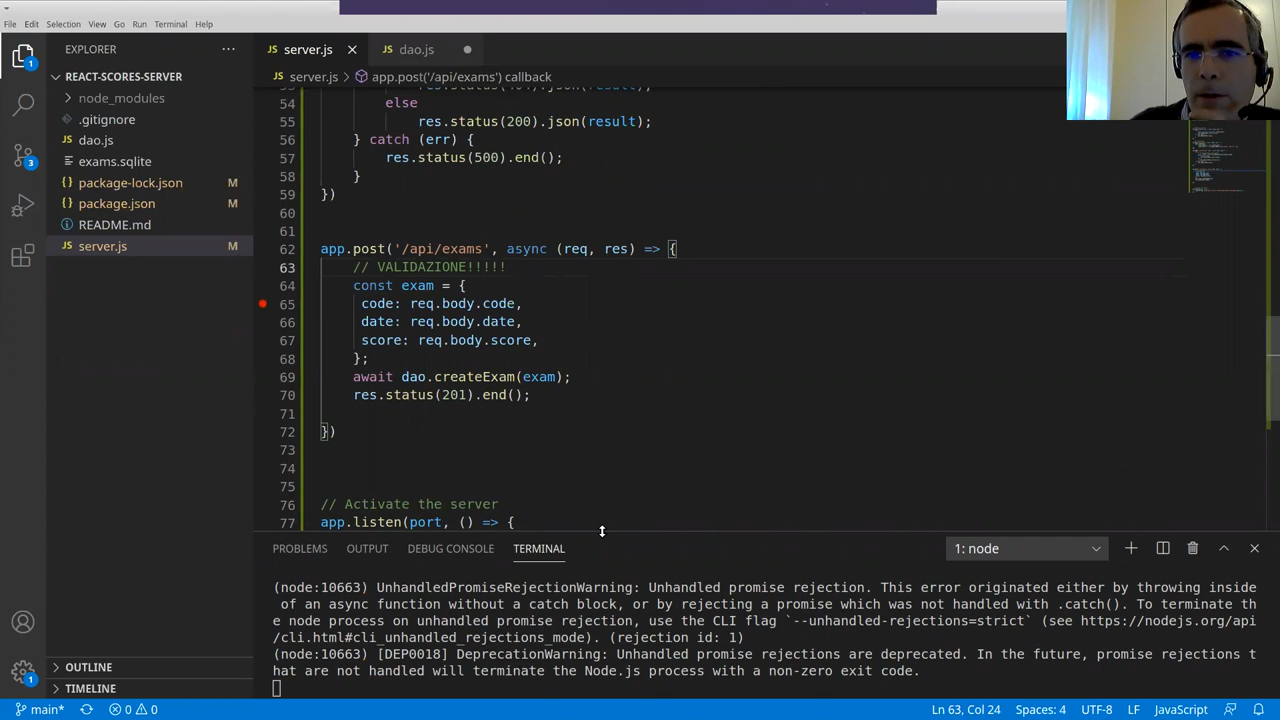 File Edit Selection View Go Run Terminal Help
EXPLORER
REACT-SCORES-SERVER
node_modules
.gitignore
dao.js
exams.sqlite
package-lock.json M
package.json M
README.md
server.js M
OUTLINE
TIMELINE
1
3
1
JS server.js
JS dao.js
JS server.js > app.post('/api/exams') callback
54 else
55 res.status(200).json(result);
56 } catch (err) {
57 res.status(500).end();
58 }
59 })
60
61
62 app.post('/api/exams', async (req, res) => {
63 // VALIDAZIONE!!!!!
64 const exam = {
65 code: req.body.code,
66 date: req.body.date,
67 score: req.body.score,
68 };
69 await dao.createExam(exam);
70 res.status(201).end();
71
72 })
73
74
75
76 // Activate the server
77 app.listen(port, () => {
PROBLEMS OUTPUT DEBUG CONSOLE TERMINAL 1: node
(node:10663) UnhandledPromiseRejectionWarning: Unhandled promise rejection. This error originated either by throwing inside
of an async function without a catch block, or by rejecting a promise which was not handled with .catch(). To terminate th
e node process on unhandled promise rejection, use the CLI flag `--unhandled-rejections=strict` (see https://nodejs.org/api
/cli.html#cli_unhandled_rejections_mode). (rejection id: 1)
(node:10663) [DEP0018] DeprecationWarning: Unhandled promise rejections are deprecated. In the future, promise rejections t
hat are not handled will terminate the Node.js process with a non-zero exit code.
main* 0 0 Ln 63, Col 24 Spaces: 4 UTF-8 LF JavaScript